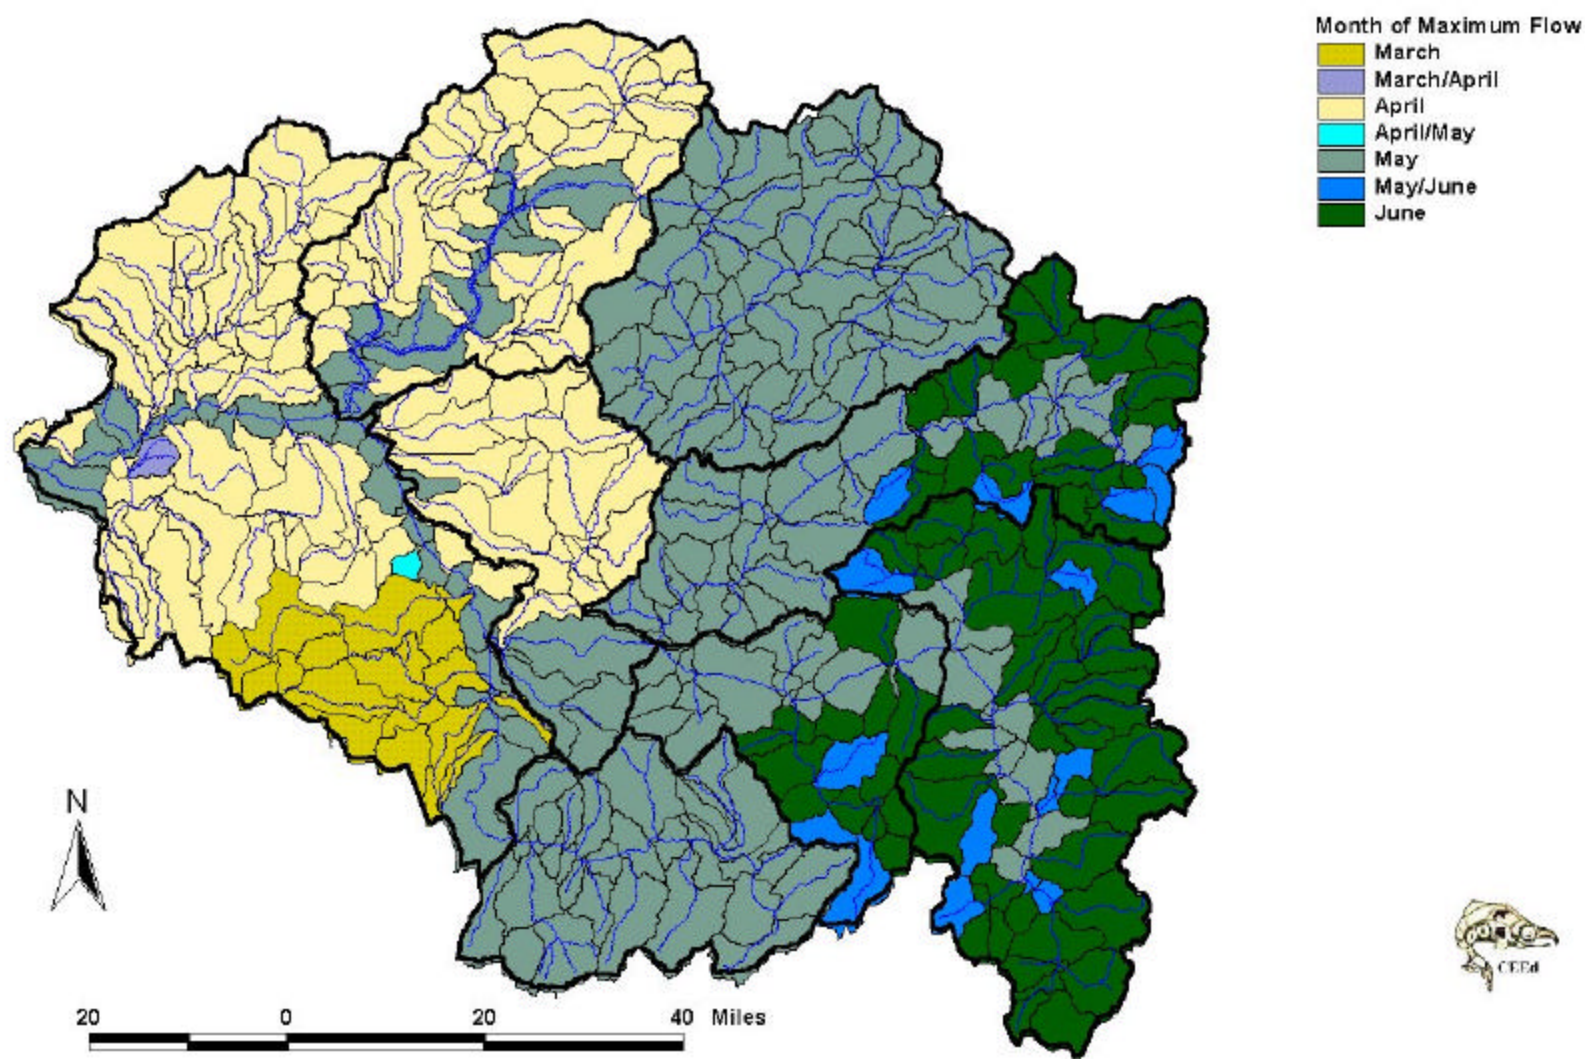 Month of Maximum Flow
March
March/April
April
April/May
May
May/June
June
N
20 0 20 40 Miles
CEEd